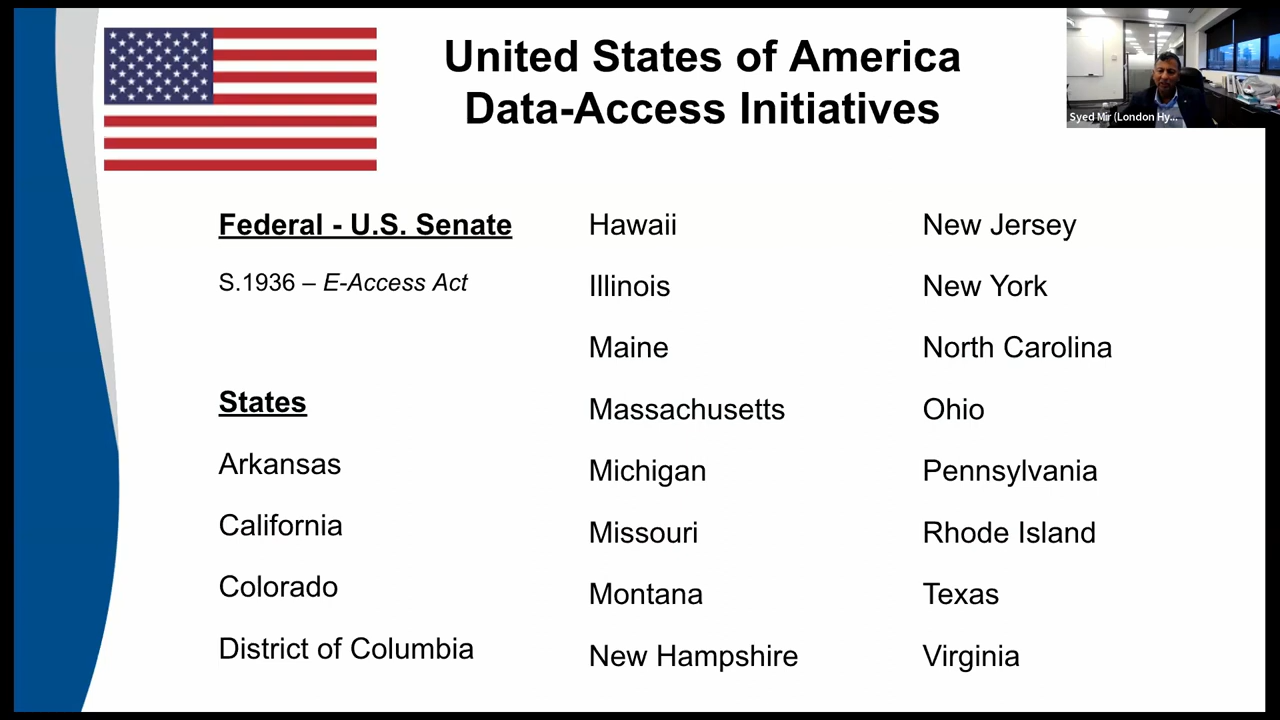 United States of America
Data-Access Initiatives
Syed Mir (London Hy...
Federal - U.S. Senate
S.1936 – E-Access Act
States
Arkansas
California
Colorado
District of Columbia
Hawaii
Illinois
Maine
Massachusetts
Michigan
Missouri
Montana
New Hampshire
New Jersey
New York
North Carolina
Ohio
Pennsylvania
Rhode Island
Texas
Virginia